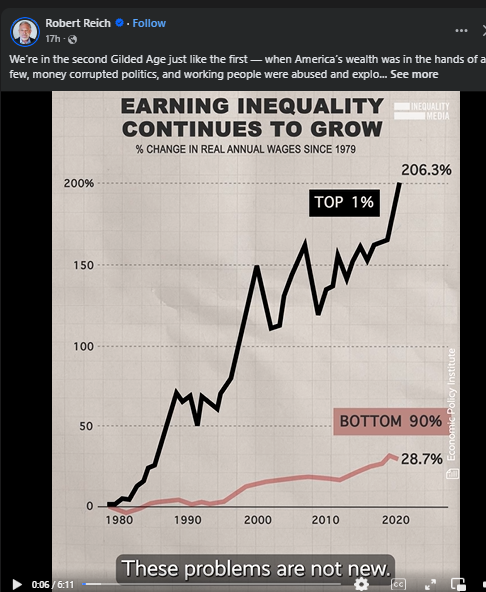 Robert Reich · Follow
17h ·
We're in the second Gilded Age just like the first — when America's wealth was in the hands of a
few, money corrupted politics, and working people were abused and explo... See more
EARNING INEQUALITY
CONTINUES TO GROW
INEQUALITY
MEDIA
% CHANGE IN REAL ANNUAL WAGES SINCE 1979
206.3%
200%
TOP 1%
150
100
50
BOTTOM 90%
28.7%
0
1980 1990 2000 2010 2020
Economic Policy Institute
These problems are not new.
0:06 / 6:11
CC